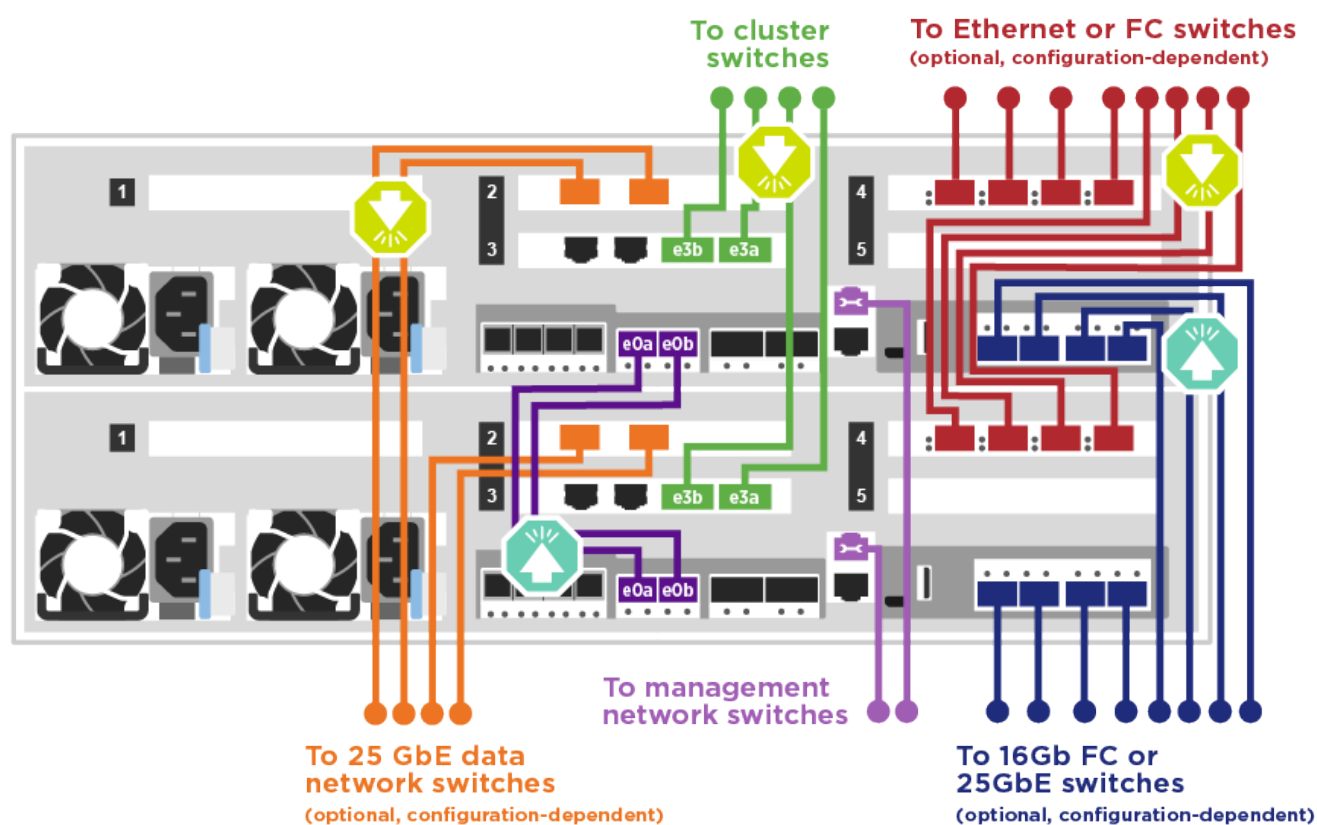 To cluster
switches
To Ethernet or FC switches
(optional, configuration-dependent)
1
2
4
3
e3b
e3a
5
e0a
e0b
1
2
4
3
e3b
e3a
5
e0a
e0b
To management
network switches
To 25 GbE data
network switches
(optional, configuration-dependent)
To 16Gb FC or
25GbE switches
(optional, configuration-dependent)